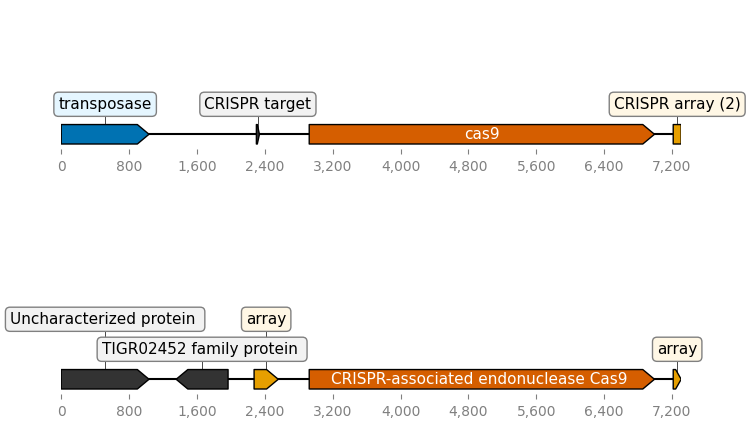 transposase CRISPR target CRISPR array (2)
cas9
0 800 1,600 2,400 3,200 4,000 4,800 5,600 6,400 7,200
Uncharacterized protein array
TIGR02452 family protein array
CRISPR-associated endonuclease Cas9
0 800 1,600 2,400 3,200 4,000 4,800 5,600 6,400 7,200